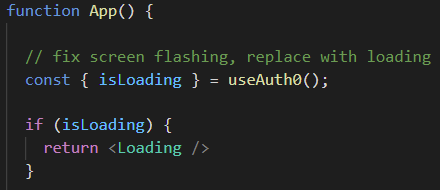 function App() {
// fix screen flashing, replace with loading
const { isLoading } = useAuth0();
if (isLoading) {
return <Loading />
}